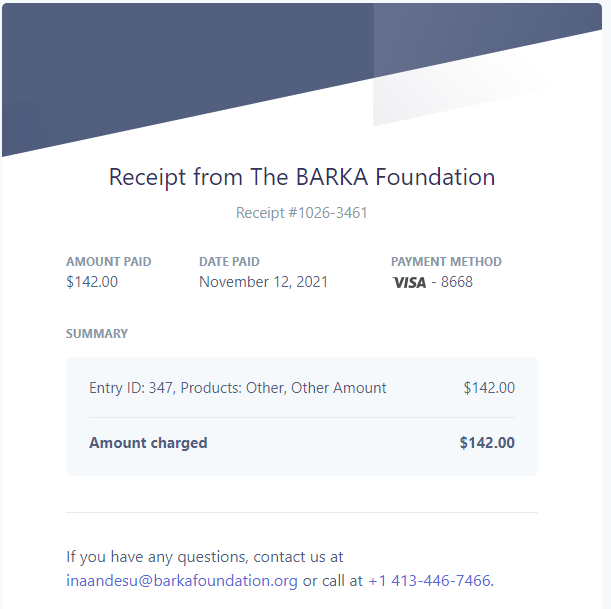 Receipt from The BARKA Foundation
Receipt #1026-3461
AMOUNT PAID DATE PAID PAYMENT METHOD
$142.00 November 12, 2021 VISA - 8668
SUMMARY
Entry ID: 347, Products: Other, Other Amount $142.00
Amount charged $142.00
If you have any questions, contact us at
inaandesu@barkafoundation.org or call at +1 413-446-7466.